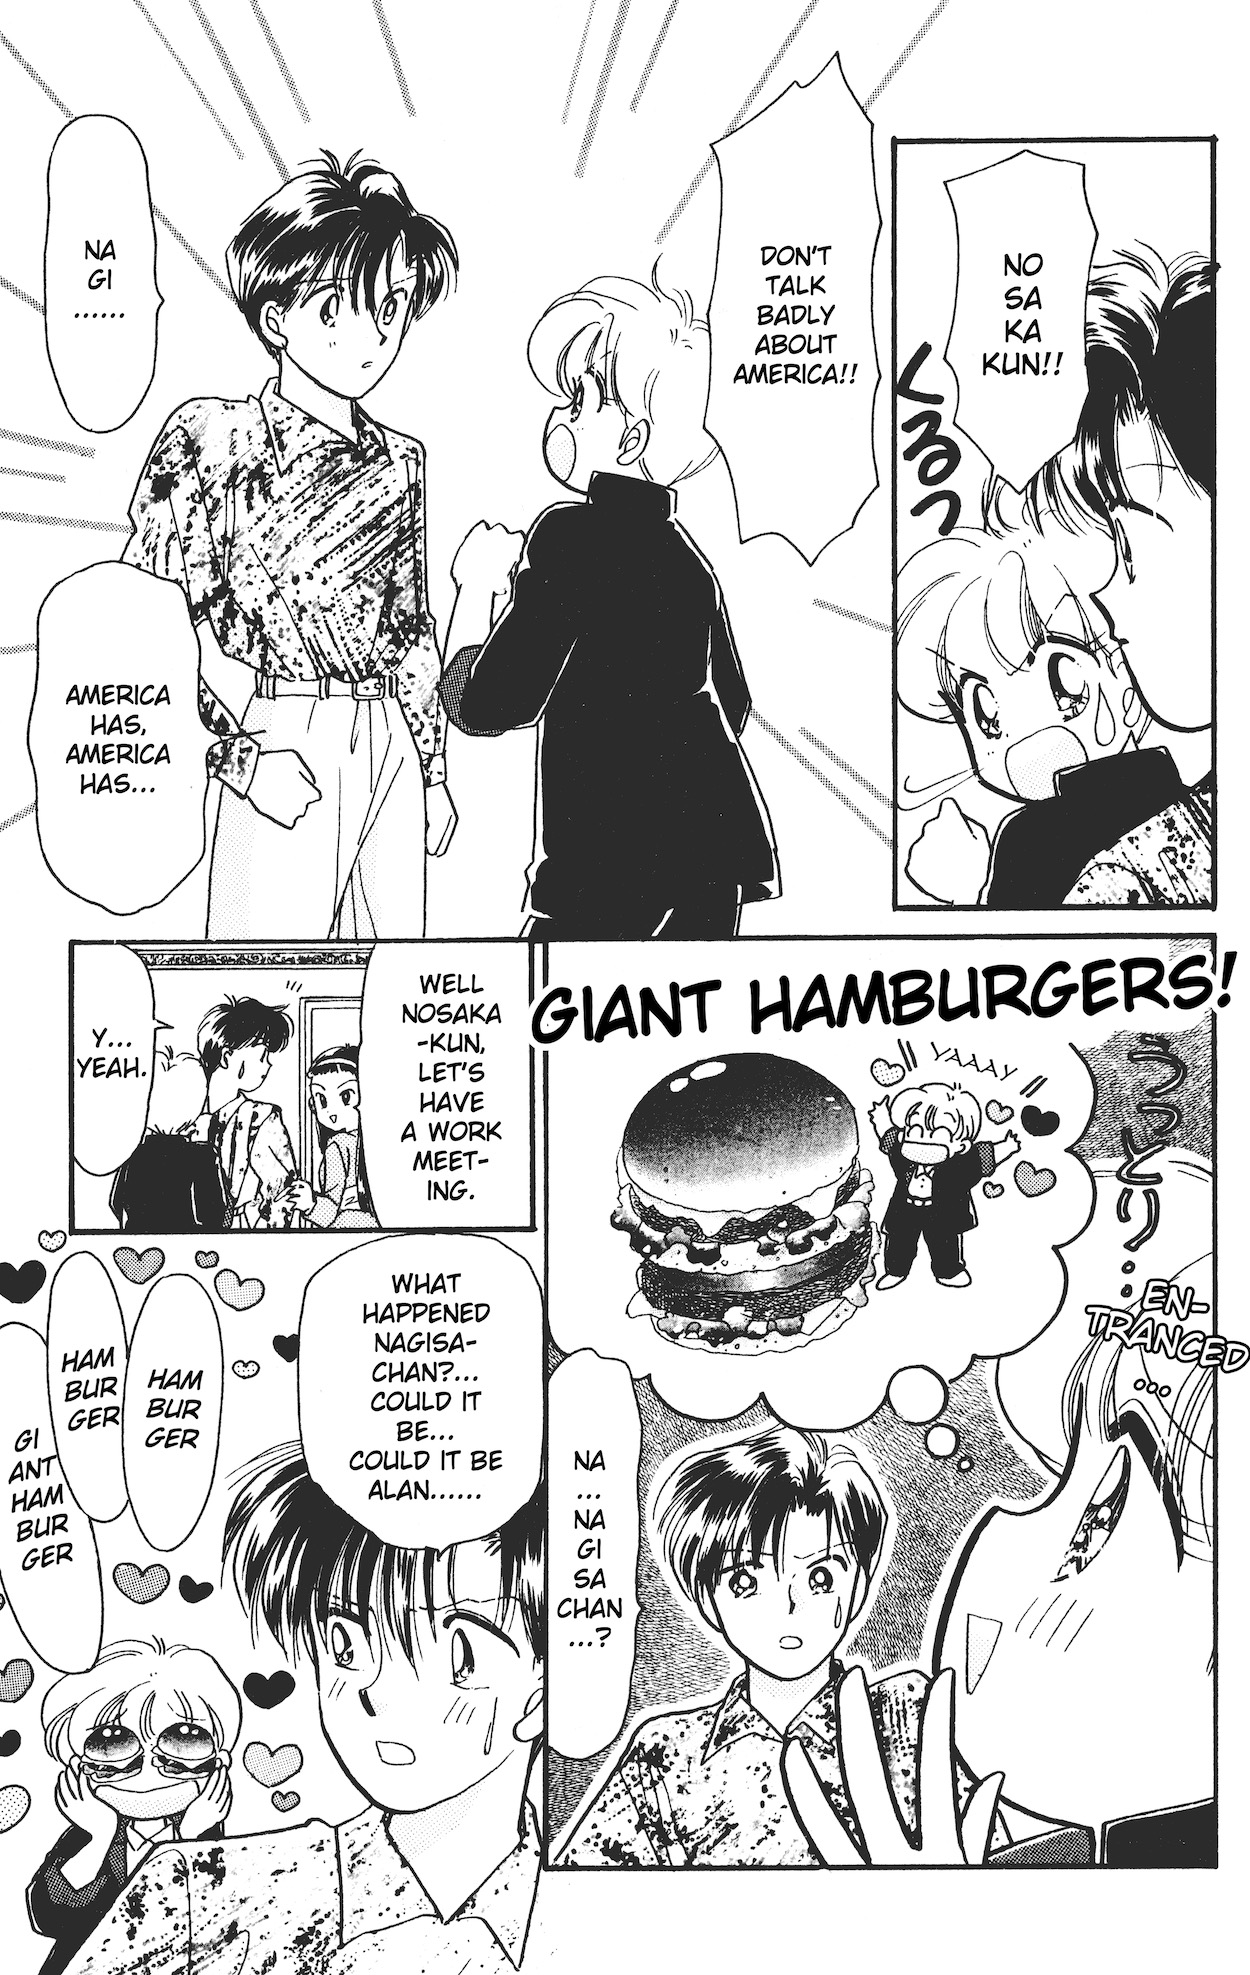 NO
SA
KA
KUN!!
くるっ
DON'T
TALK
BADLY
ABOUT
AMERICA!!
NA
GI
......
AMERICA
HAS,
AMERICA
HAS...
GIANT HAMBURGERS!
YAAAY
うっとり...
EN-
TRANCED
...
NA
...
NA
GI
SA
CHAN
...?
WELL
NOSAKA
-KUN,
LET'S
HAVE
A WORK
MEET-
ING.
Y...
YEAH.
WHAT
HAPPENED
NAGISA-
CHAN?...
COULD IT
BE...
COULD IT BE
ALAN......
HAM
BUR
GER
HAM
BUR
GER
GI
ANT
HAM
BUR
GER